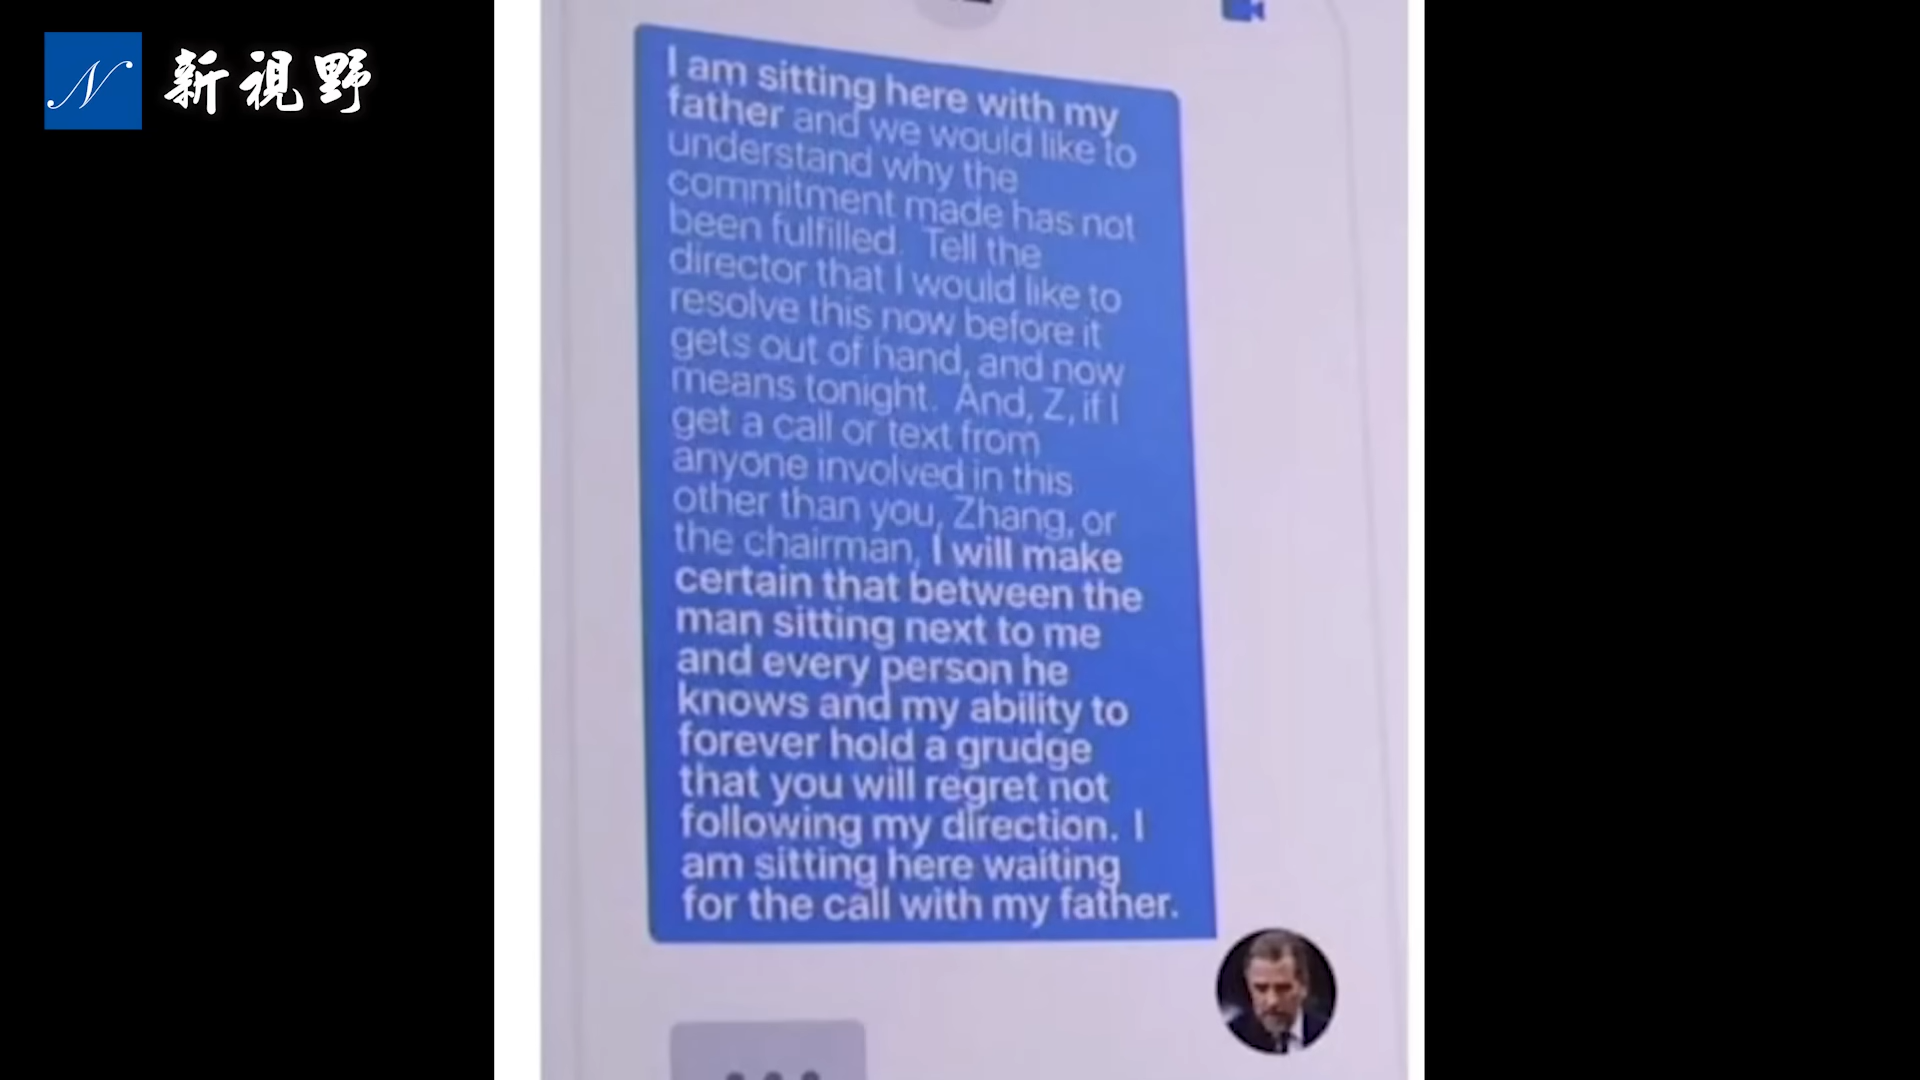 N 新視野
I am sitting here with my
father and we would like to
understand why the
commitment made has not
been fulfilled. Tell the
director that I would like to
resolve this now before it
gets out of hand, and now
means tonight. And, Z, if I
get a call or text from
anyone involved in this
other than you, Zhang, or
the chairman, I will make
certain that between the
man sitting next to me
and every person he
knows and my ability to
forever hold a grudge
that you will regret not
following my direction. I
am sitting here waiting
for the call with my father.